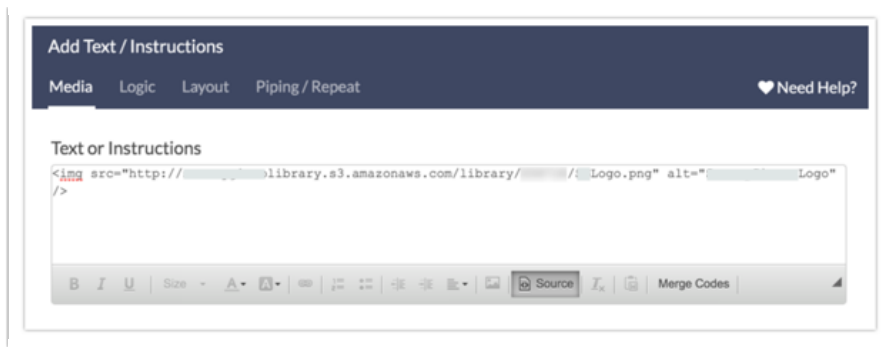 Add Text / Instructions
Media Logic Layout Piping / Repeat Need Help?
Text or Instructions
<img src="http:// library.s3.amazonaws.com/library/ / Logo.png" alt=" Logo"
/>
B I U Size A A Source Tx Merge Codes